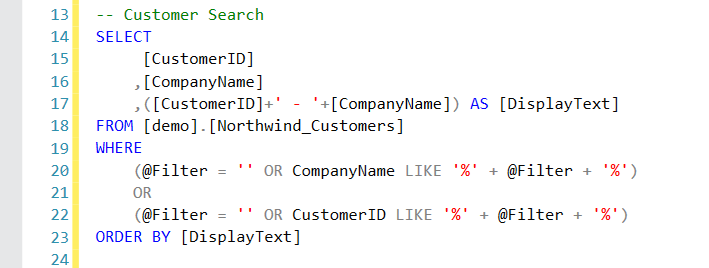 13 -- Customer Search
14 SELECT
15 [CustomerID]
16 ,[CompanyName]
17 ,([CustomerID]+' - '+[CompanyName]) AS [DisplayText]
18 FROM [demo].[Northwind_Customers]
19 WHERE
20 (@Filter = '' OR CompanyName LIKE '%' + @Filter + '%')
21 OR
22 (@Filter = '' OR CustomerID LIKE '%' + @Filter + '%')
23 ORDER BY [DisplayText]
24